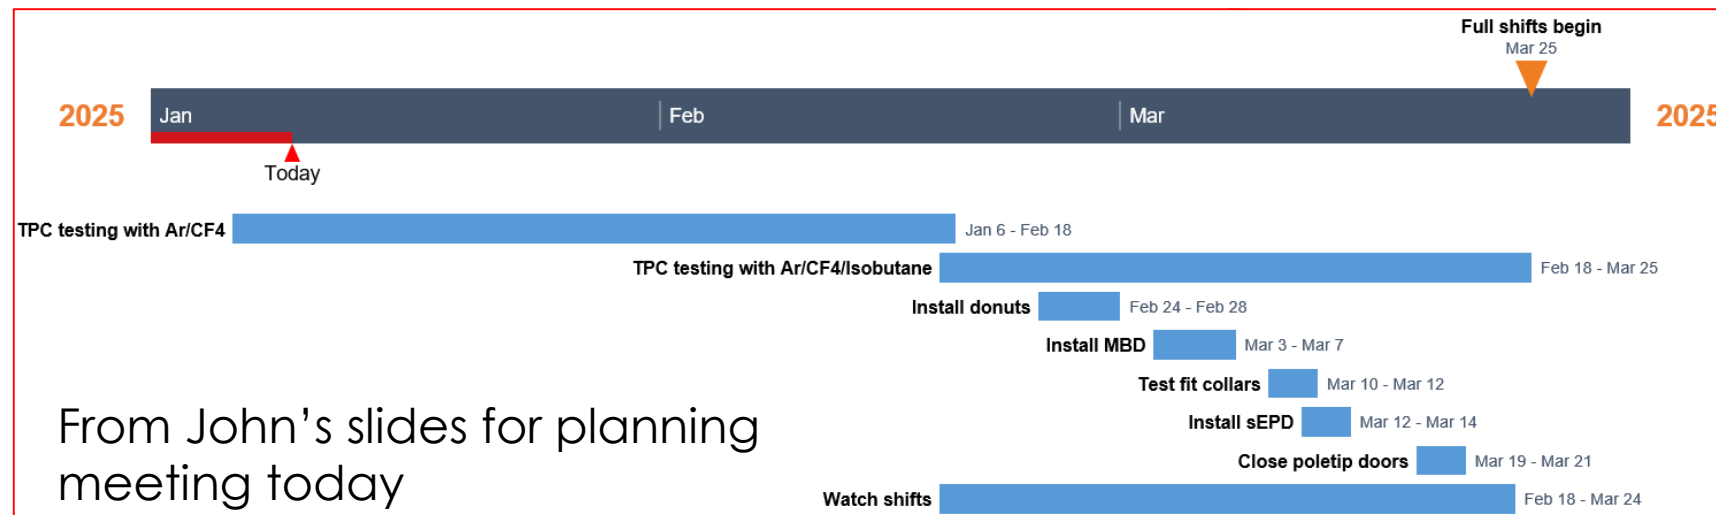 Full shifts begin
Mar 25
2025 Jan Feb Mar 2025
Today
TPC testing with Ar/CF4 Jan 6 - Feb 18
TPC testing with Ar/CF4/Isobutane Feb 18 - Mar 25
Install donuts Feb 24 - Feb 28
Install MBD Mar 3 - Mar 7
Test fit collars Mar 10 - Mar 12
Install sEPD Mar 12 - Mar 14
Close poletip doors Mar 19 - Mar 21
Watch shifts Feb 18 - Mar 24
From John’s slides for planning
meeting today